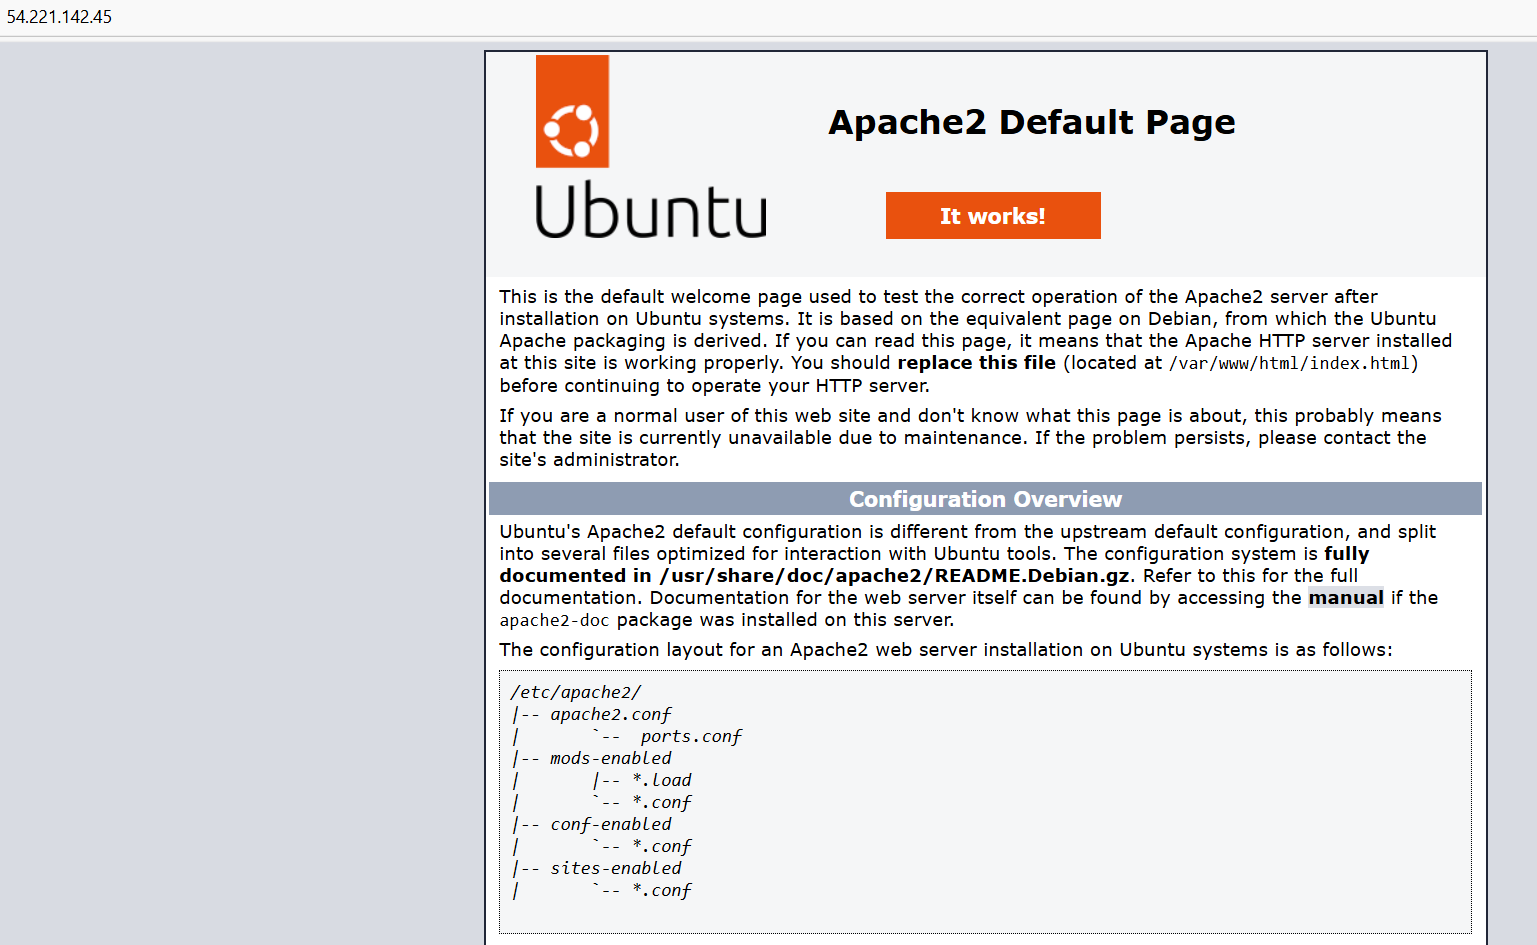 54.221.142.45
Apache2 Default Page
Ubuntu
It works!
This is the default welcome page used to test the correct operation of the Apache2 server after
installation on Ubuntu systems. It is based on the equivalent page on Debian, from which the Ubuntu
Apache packaging is derived. If you can read this page, it means that the Apache HTTP server installed
at this site is working properly. You should replace this file (located at /var/www/html/index.html)
before continuing to operate your HTTP server.
If you are a normal user of this web site and don't know what this page is about, this probably means
that the site is currently unavailable due to maintenance. If the problem persists, please contact the
site's administrator.
Configuration Overview
Ubuntu's Apache2 default configuration is different from the upstream default configuration, and split
into several files optimized for interaction with Ubuntu tools. The configuration system is fully
documented in /usr/share/doc/apache2/README.Debian.gz. Refer to this for the full
documentation. Documentation for the web server itself can be found by accessing the manual if the
apache2-doc package was installed on this server.
The configuration layout for an Apache2 web server installation on Ubuntu systems is as follows:
/etc/apache2/
|-- apache2.conf
|       `--  ports.conf
|-- mods-enabled
|       |-- *.load
|       `-- *.conf
|-- conf-enabled
|       `-- *.conf
|-- sites-enabled
|       `-- *.conf